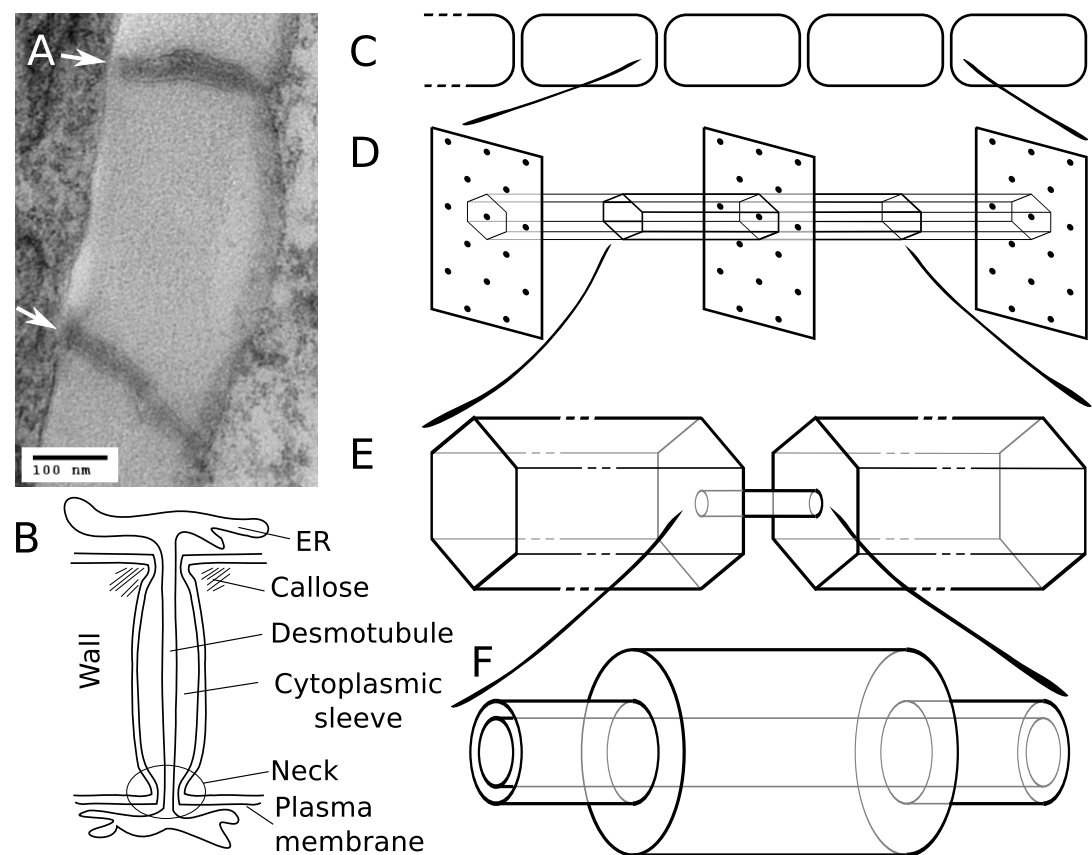 A
100 nm
B
ER
Callose
Desmotubule
Wall
Cytoplasmic
sleeve
Neck
Plasma
membrane
C
D
E
F